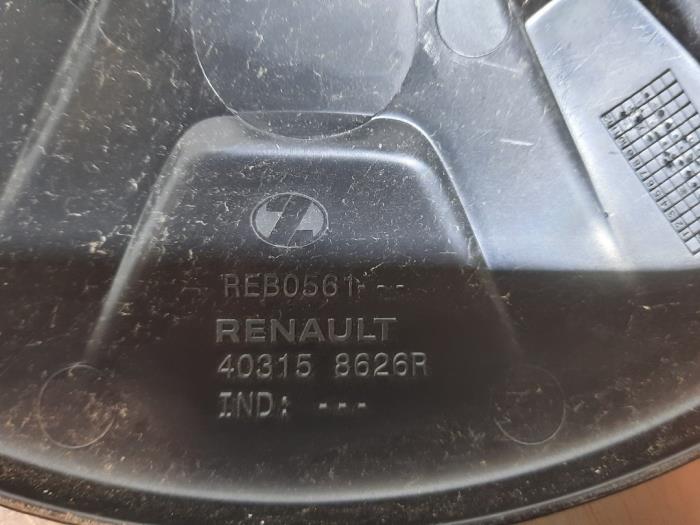 REB0561---
RENAULT
40315 8626R
IND: ---